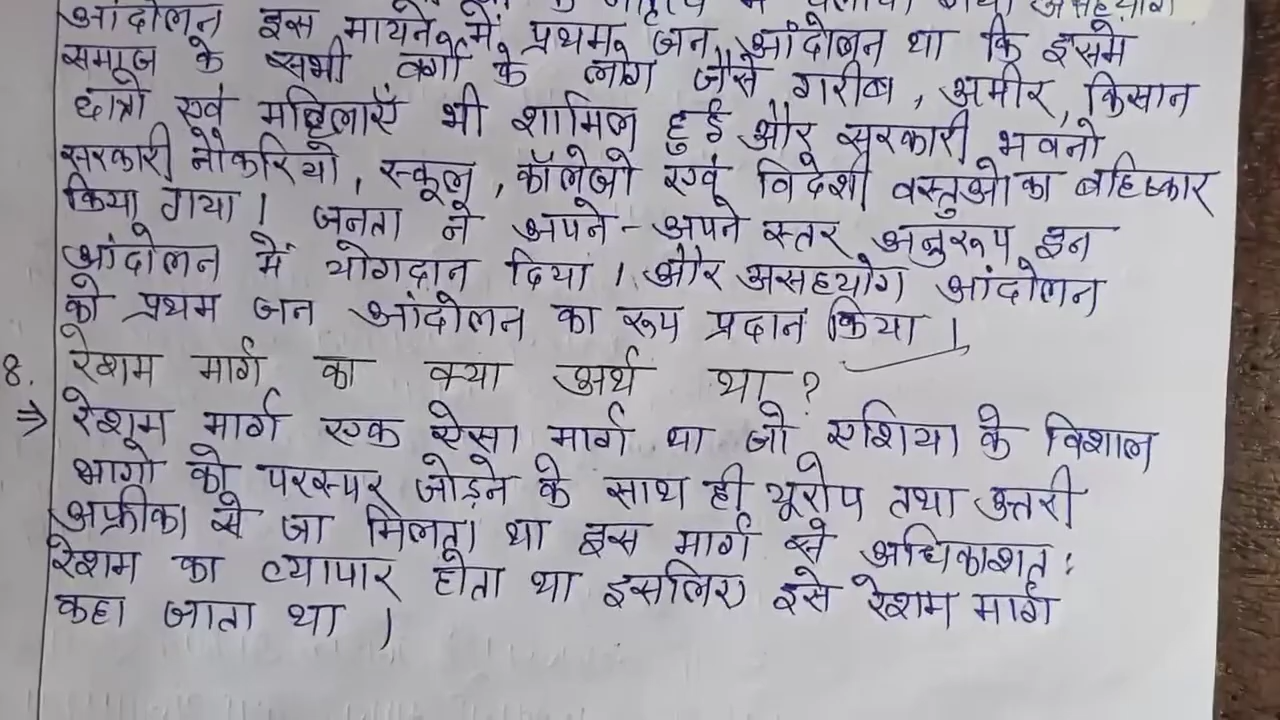 आंदोलन इस मायने में प्रथम जन आंदोलन था कि इसमे
समाज के सभी वर्गो के लोग जैसे गरीब, अमीर, किसान
छात्रो एवं महिलाएँ भी शामिल हुई और सरकारी भवनो
सरकारी नौकरियो, स्कूल, कॉलेजो एवं विदेशी वस्तुओ का बहिष्कार
किया गया। जनता ने अपने-अपने स्तर अनुरूप इन
आंदोलन में योगदान दिया। और असहयोग आंदोलन
को प्रथम जन आंदोलन का रूप प्रदान किया।
8. रेशम मार्ग का क्या अर्थ था?
⇒ रेशम मार्ग एक ऐसा मार्ग था जो एशिया के विशाल
भागो को परस्पर जोड़ने के साथ ही यूरोप तथा उत्तरी
अफ्रीका से जा मिलता था इस मार्ग से अधिकाशत:
रेशम का व्यापार होता था इसलिए इसे रेशम मार्ग
कहा जाता था।